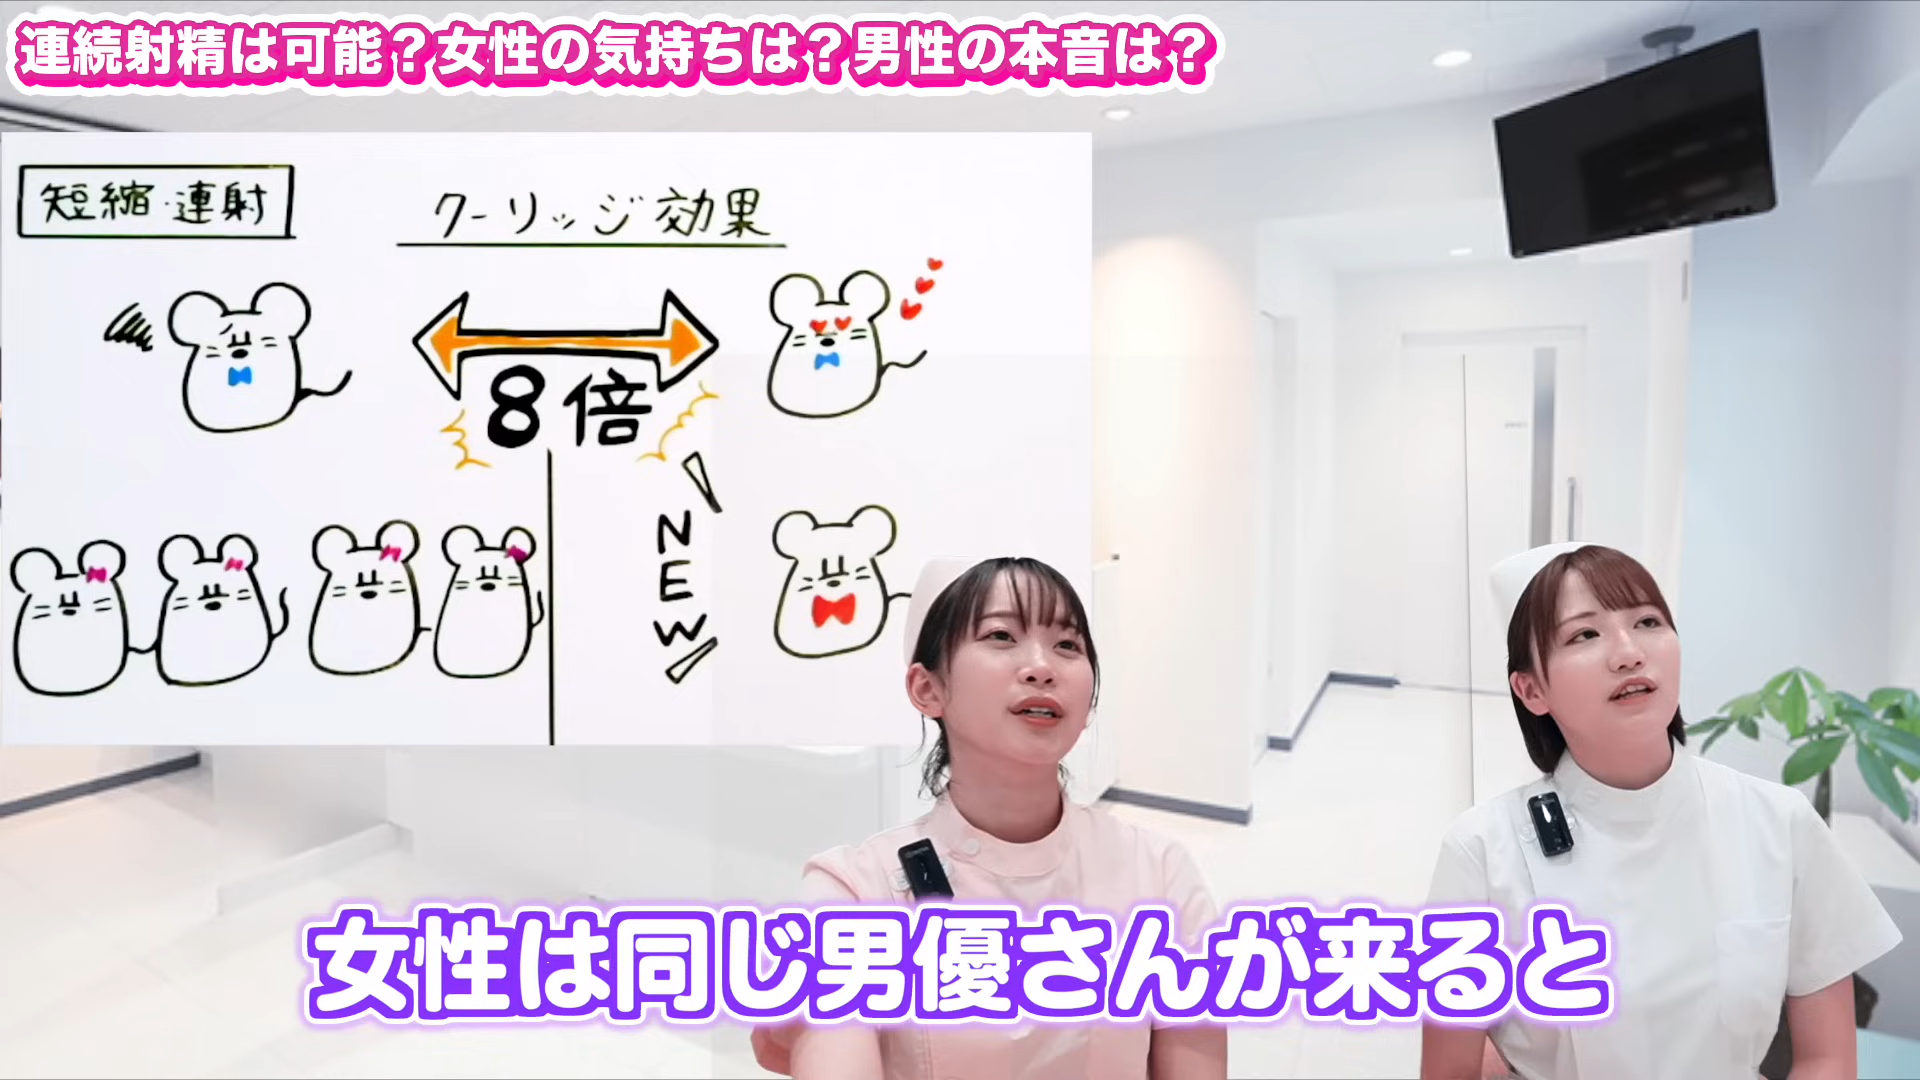 連続射精は可能？女性の気持ちは？男性の本音は？
短縮・連射
クーリッジ効果
8倍
NEW
女性は同じ男優さんが来ると